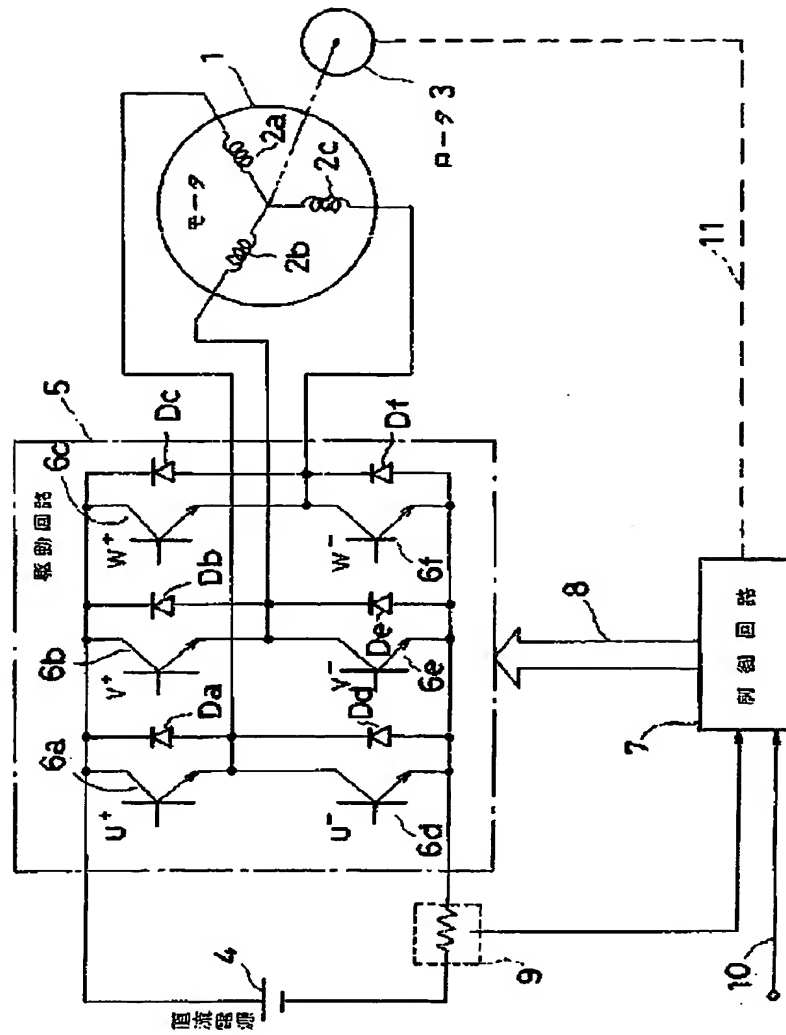 1
2a
2b
2c
モータ
ロータ3
11
5
駆動回路
6c
Dc
W⁺
Df
W⁻
6f
Db
6b
V⁺
De
V⁻
6e
Da
6a
U⁺
Dd
U⁻
6d
8
7
制御回路
4
直流電源
9
10